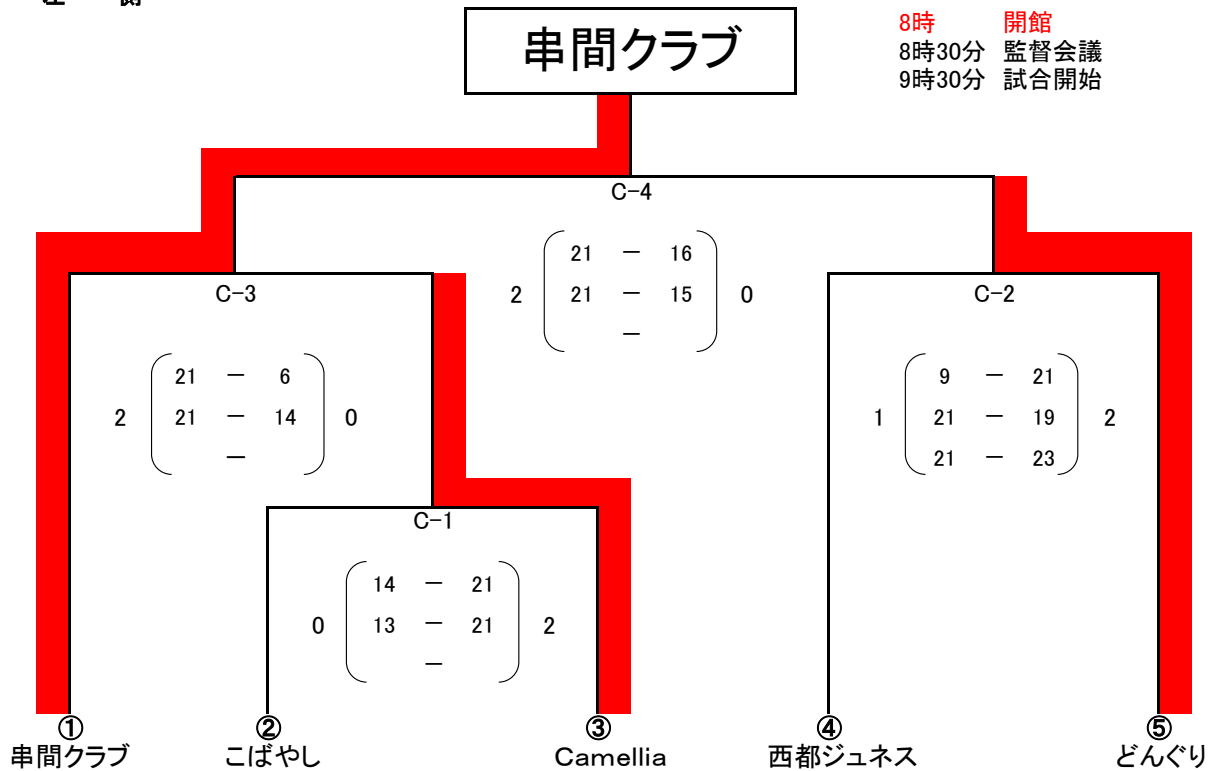 串間クラブ
8時 開館
8時30分 監督会議
9時30分 試合開始
C-4
21 － 16
2 21 － 15 0
－
C-3
21 － 6
2 21 － 14 0
－
C-2
9 － 21
1 21 － 19 2
21 － 23
C-1
14 － 21
0 13 － 21 2
－
① ② ③ ④ ⑤
串間クラブ こばやし Camellia 西都ジュネス どんぐり